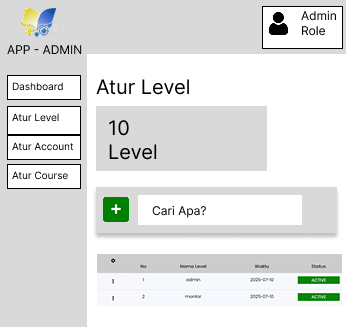 APP - ADMIN
Admin
Role
Dashboard
Atur Level
Atur Account
Atur Course
Atur Level
10
Level
+
Cari Apa?
No Nama Level Waktu Status
1 admin 2025-07-10 ACTIVE
2 mentor 2025-07-10 ACTIVE